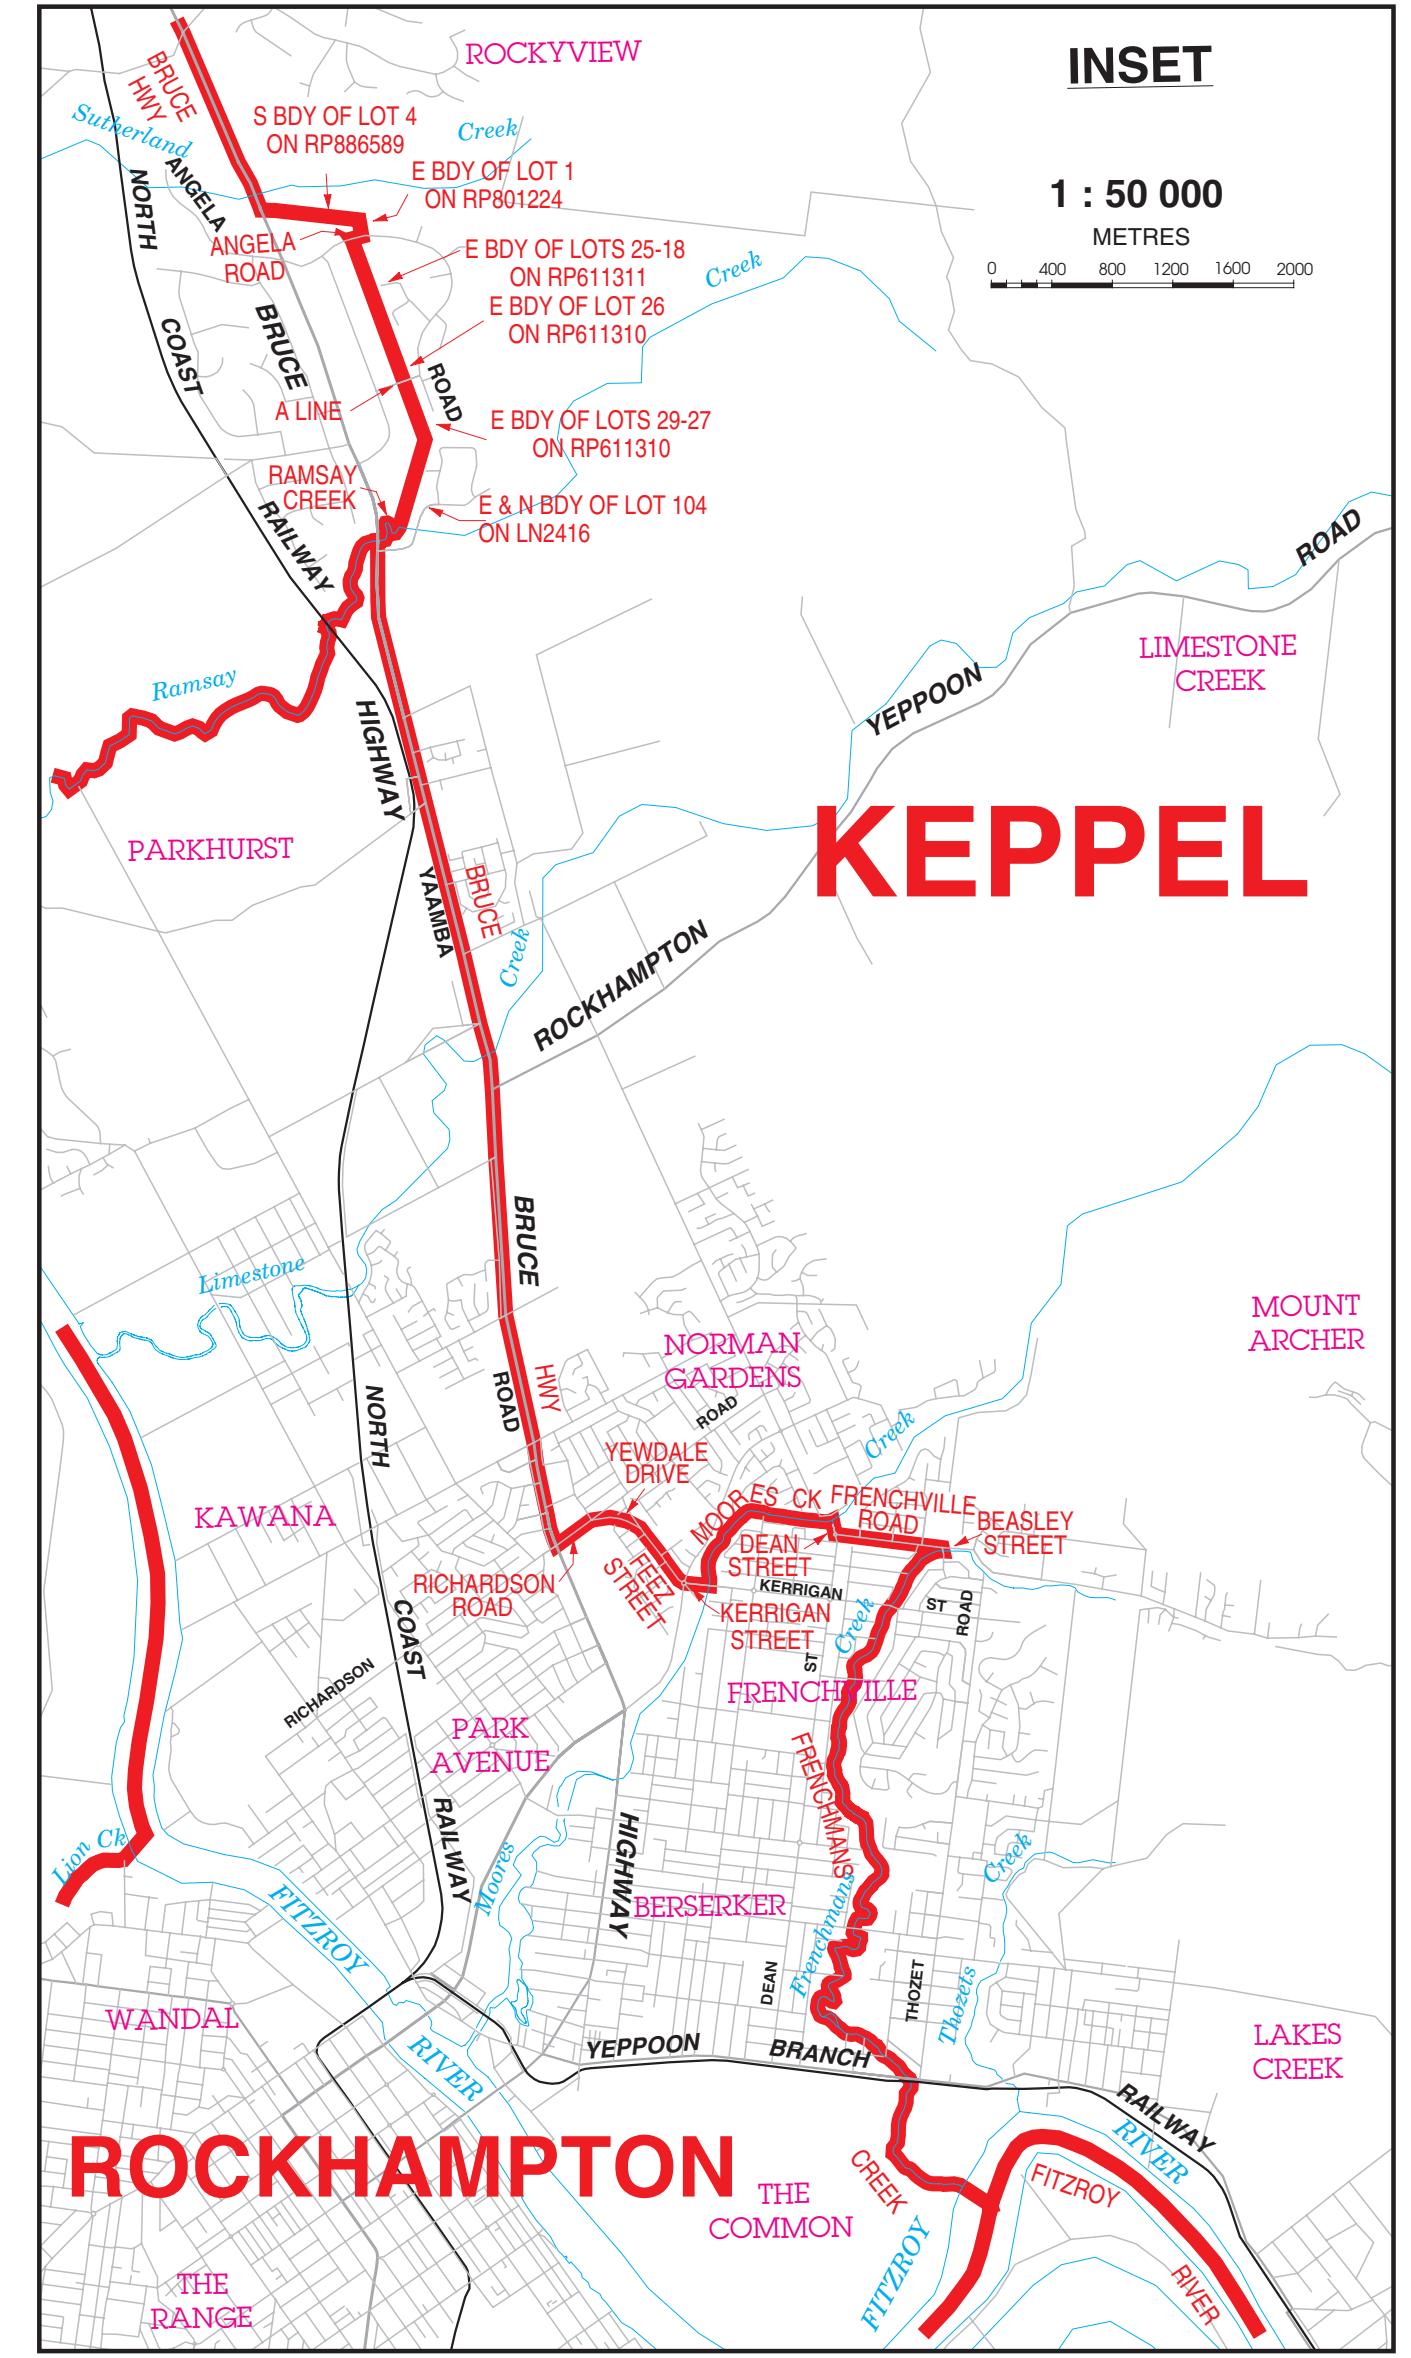 ROCKYVIEW
INSET
BRUCE
HWY
Sutherland
S BDY OF LOT 4
ON RP886589
Creek
E BDY OF LOT 1
ON RP801224
1 : 50 000
METRES
0 400 800 1200 1600 2000
NORTH
ANGELA
ANGELA
ROAD
E BDY OF LOTS 25-18
ON RP611311
Creek
E BDY OF LOT 26
ON RP611310
COAST
BRUCE
ROAD
A LINE
E BDY OF LOTS 29-27
ON RP611310
RAMSAY
CREEK
E & N BDY OF LOT 104
ON LN2416
RAILWAY
ROAD
LIMESTONE
CREEK
Ramsay
YEPPOON
HIGHWAY
KEPPEL
PARKHURST
YAAMBA
BRUCE
Creek
ROCKHAMPTON
BRUCE
Limestone
MOUNT
ARCHER
NORMAN
GARDENS
ROAD
HWY
ROAD
NORTH
Creek
YEWDALE
DRIVE
KAWANA
MOORES CK
FRENCHVILLE
ROAD
BEASLEY
STREET
DEAN
STREET
RICHARDSON
ROAD
FEEZ
STREET
KERRIGAN
ST
ROAD
KERRIGAN
STREET
Creek
COAST
ST
RICHARDSON
FRENCHVILLE
PARK
AVENUE
FRENCHMANS
RAILWAY
HIGHWAY
Lion Ck
Moores
Creek
FITZROY
BERSERKER
Frenchmans
DEAN
THOZET
Thozets
WANDAL
RIVER
YEPPOON
BRANCH
LAKES
CREEK
RAILWAY
RIVER
ROCKHAMPTON
CREEK
FITZROY
THE
COMMON
FITZROY
RIVER
THE
RANGE